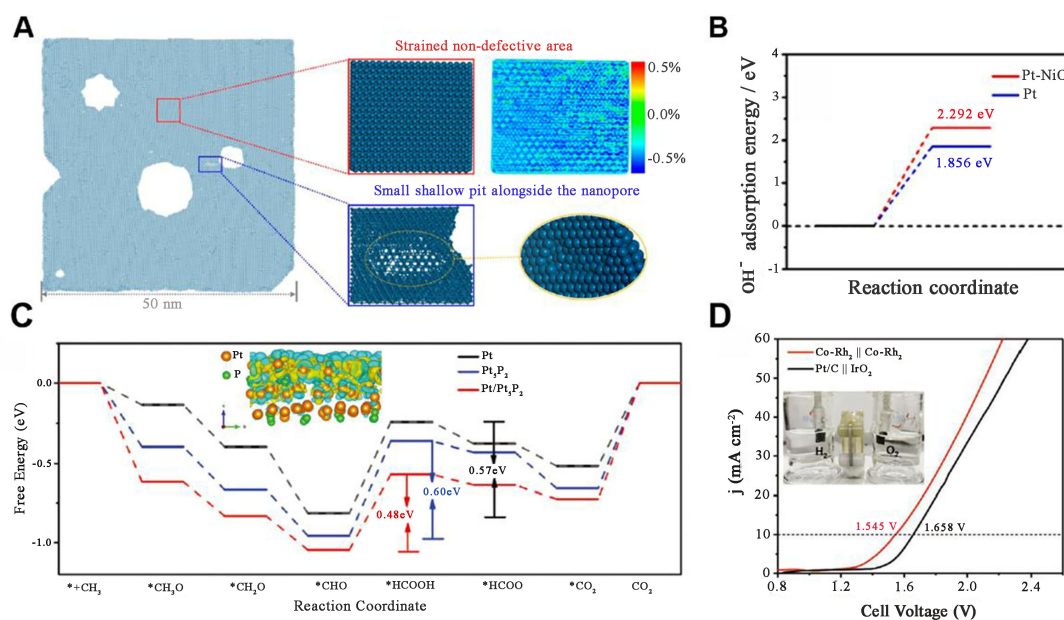 A
Strained non-defective area
0.5%
0.0%
-0.5%
Small shallow pit alongside the nanopore
50 nm
B
OH⁻ adsorption energy / eV
4
3
2
1
0
-1
Pt-NiO
Pt
2.292 eV
1.856 eV
Reaction coordinate
C
Free Energy (eV)
0.0
-0.5
-1.0
Pt
P
Pt
Pt₅P₂
Pt/Pt₅P₂
0.48eV
0.60eV
0.57eV
*+CH₃
*CH₃O
*CH₂O
*CHO
*HCOOH
*HCOO
*CO₂
CO₂
Reaction Coordinate
D
j (mA cm⁻²)
60
50
40
30
20
10
0
Co-Rh₂ || Co-Rh₂
Pt/C || IrO₂
H₂
O₂
1.545 V
1.658 V
0.8
1.2
1.6
2.0
2.4
Cell Voltage (V)